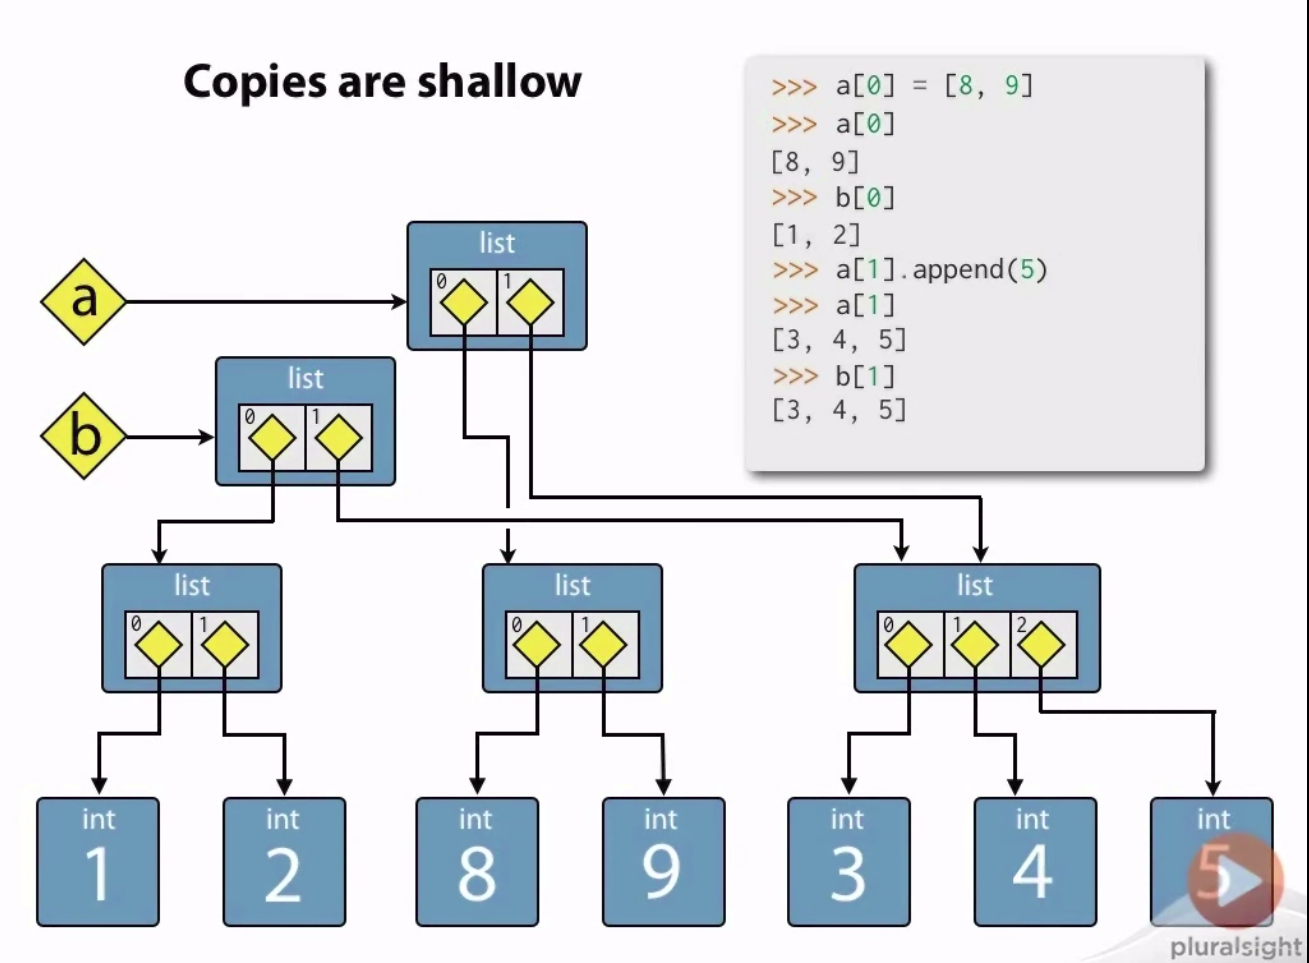 Copies are shallow
>>> a[0] = [8, 9]
>>> a[0]
[8, 9]
>>> b[0]
[1, 2]
>>> a[1].append(5)
>>> a[1]
[3, 4, 5]
>>> b[1]
[3, 4, 5]
list
0 1
a
list
0 1
b
list
0 1
list
0 1
list
0 1 2
int
1
int
2
int
8
int
9
int
3
int
4
int
5
pluralsight